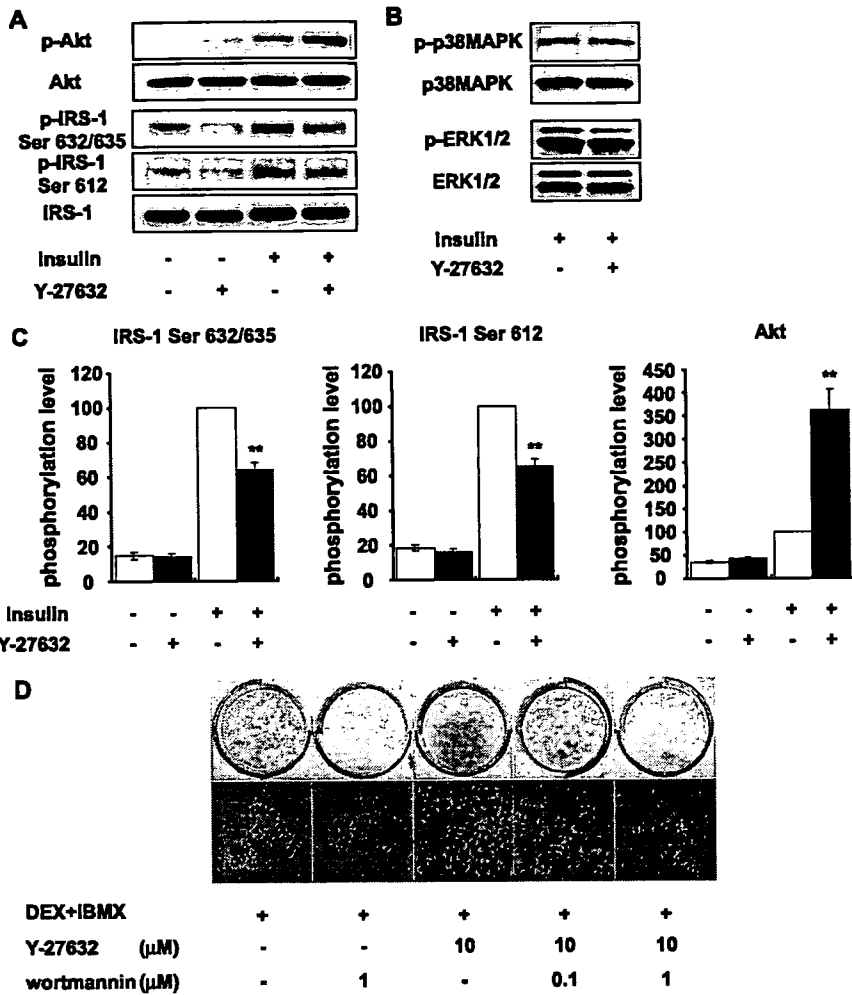 A
p-Akt
Akt
p-IRS-1
Ser 632/635
p-IRS-1
Ser 612
IRS-1
Insulin - - + +
Y-27632 - + - +
B
p-p38MAPK
p38MAPK
p-ERK1/2
ERK1/2
Insulin + +
Y-27632 - +
C
IRS-1 Ser 632/635
phosphorylation level
120
100
80
60
40
20
0
**
IRS-1 Ser 612
phosphorylation level
120
100
80
60
40
20
0
**
Akt
phosphorylation level
450
400
350
300
250
200
150
100
50
0
**
Insulin - - + + - - + + - - + +
Y-27632 - + - + - + - + - + - +
D
DEX+IBMX + + + + +
Y-27632 (µM) - - 10 10 10
wortmannin (µM) - 1 - 0.1 1